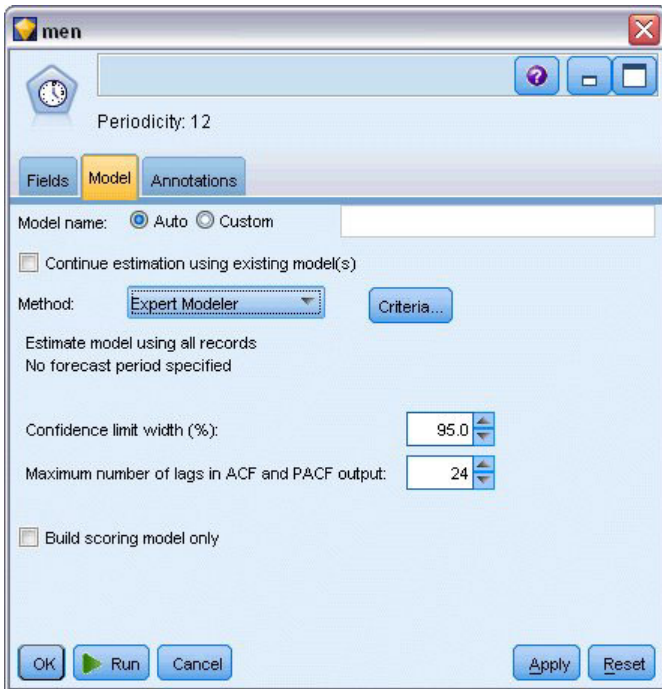 men
Periodicity: 12
Fields Model Annotations
Model name: Auto Custom
Continue estimation using existing model(s)
Method: Expert Modeler Criteria...
Estimate model using all records
No forecast period specified
Confidence limit width (%): 95.0
Maximum number of lags in ACF and PACF output: 24
Build scoring model only
OK Run Cancel Apply Reset